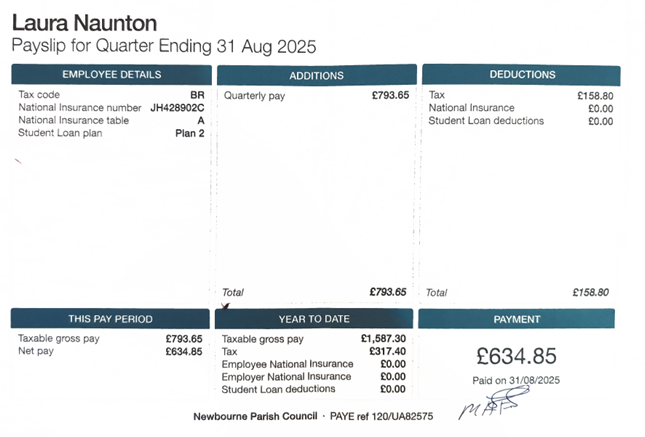 Laura Naunton
Payslip for Quarter Ending 31 Aug 2025
EMPLOYEE DETAILS
Tax code BR
National Insurance number JH428902C
National Insurance table A
Student Loan plan Plan 2
ADDITIONS
Quarterly pay £793.65
Total £793.65
DEDUCTIONS
Tax £158.80
National Insurance £0.00
Student Loan deductions £0.00
Total £158.80
THIS PAY PERIOD
Taxable gross pay £793.65
Net pay £634.85
YEAR TO DATE
Taxable gross pay £1,587.30
Tax £317.40
Employee National Insurance £0.00
Employer National Insurance £0.00
Student Loan deductions £0.00
PAYMENT
£634.85
Paid on 31/08/2025
Newbourne Parish Council · PAYE ref 120/UA82575